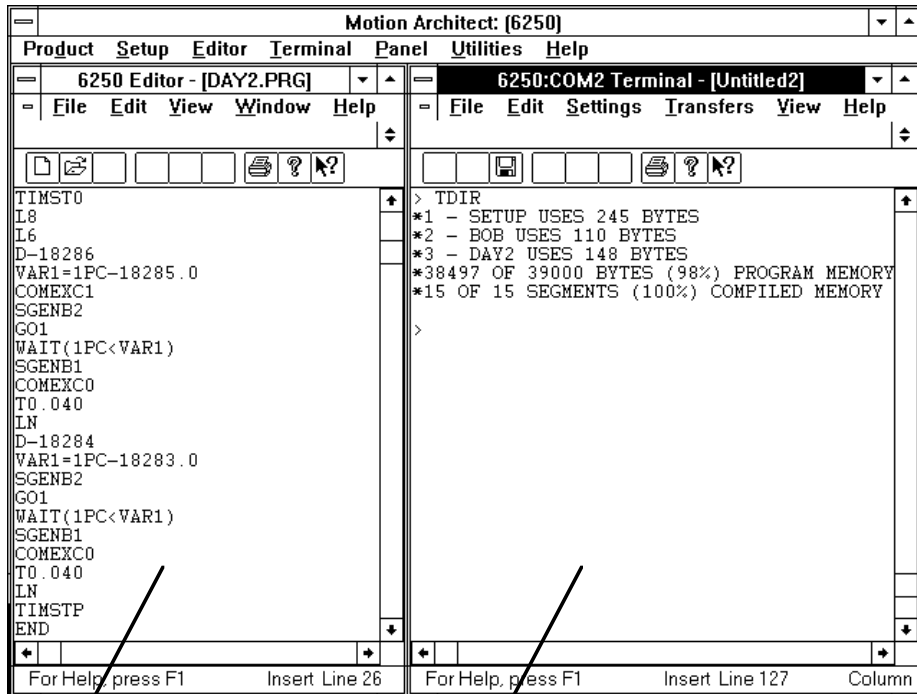 Motion Architect: (6250)
Product Setup Editor Terminal Panel Utilities Help
6250 Editor - [DAY2.PRG]
File Edit View Window Help
TIMST0
L8
L6
D-18286
VAR1=1PC-18285.0
COMEXC1
SGENB2
GO1
WAIT(1PC<VAR1)
SGENB1
COMEXC0
T0.040
LN
D-18284
VAR1=1PC-18283.0
SGENB2
GO1
WAIT(1PC<VAR1)
SGENB1
COMEXC0
T0.040
LN
TIMSTP
END
For Help, press F1 Insert Line 26
6250:COM2 Terminal - [Untitled2]
File Edit Settings Transfers View Help
> TDIR
*1 - SETUP USES 245 BYTES
*2 - BOB USES 110 BYTES
*3 - DAY2 USES 148 BYTES
*38497 OF 39000 BYTES (98%) PROGRAM MEMORY
*15 OF 15 SEGMENTS (100%) COMPILED MEMORY
>
For Help, press F1 Insert Line 127 Column